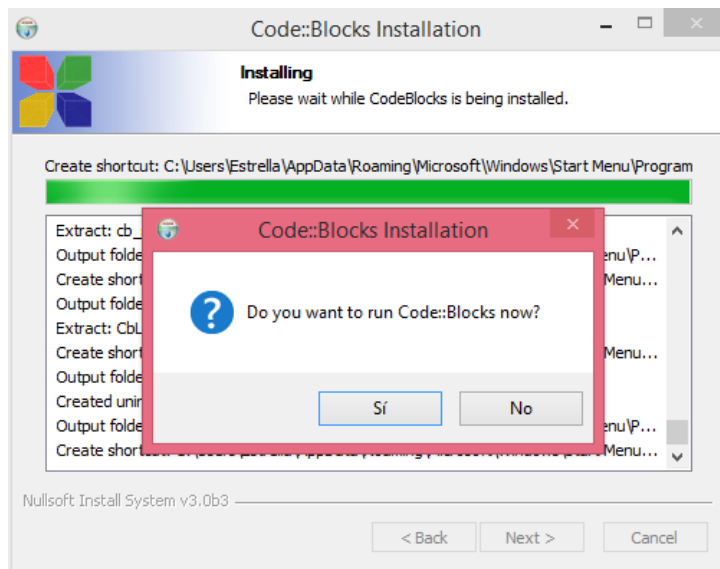 Code::Blocks Installation
Installing
Please wait while CodeBlocks is being installed.
Create shortcut: C:\Users\Estrella\AppData\Roaming\Microsoft\Windows\Start Menu\Program
Extract: cb_
Output folde
enu\P...
Create short
Menu...
Output folde
Extract: CbL
Create short
Menu...
Output folde
Created unin
Output folde
enu\P...
Create short
Menu...
Code::Blocks Installation
?
Do you want to run Code::Blocks now?
Sí No
Nullsoft Install System v3.0b3
< Back Next > Cancel